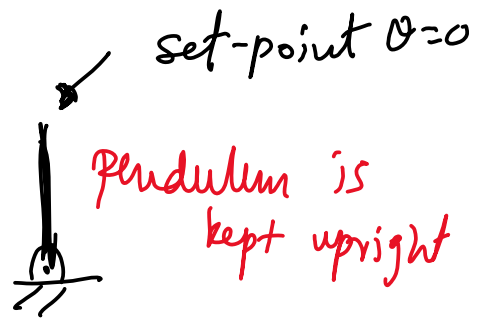 set-point θ=0
Pendulum is
kept upright